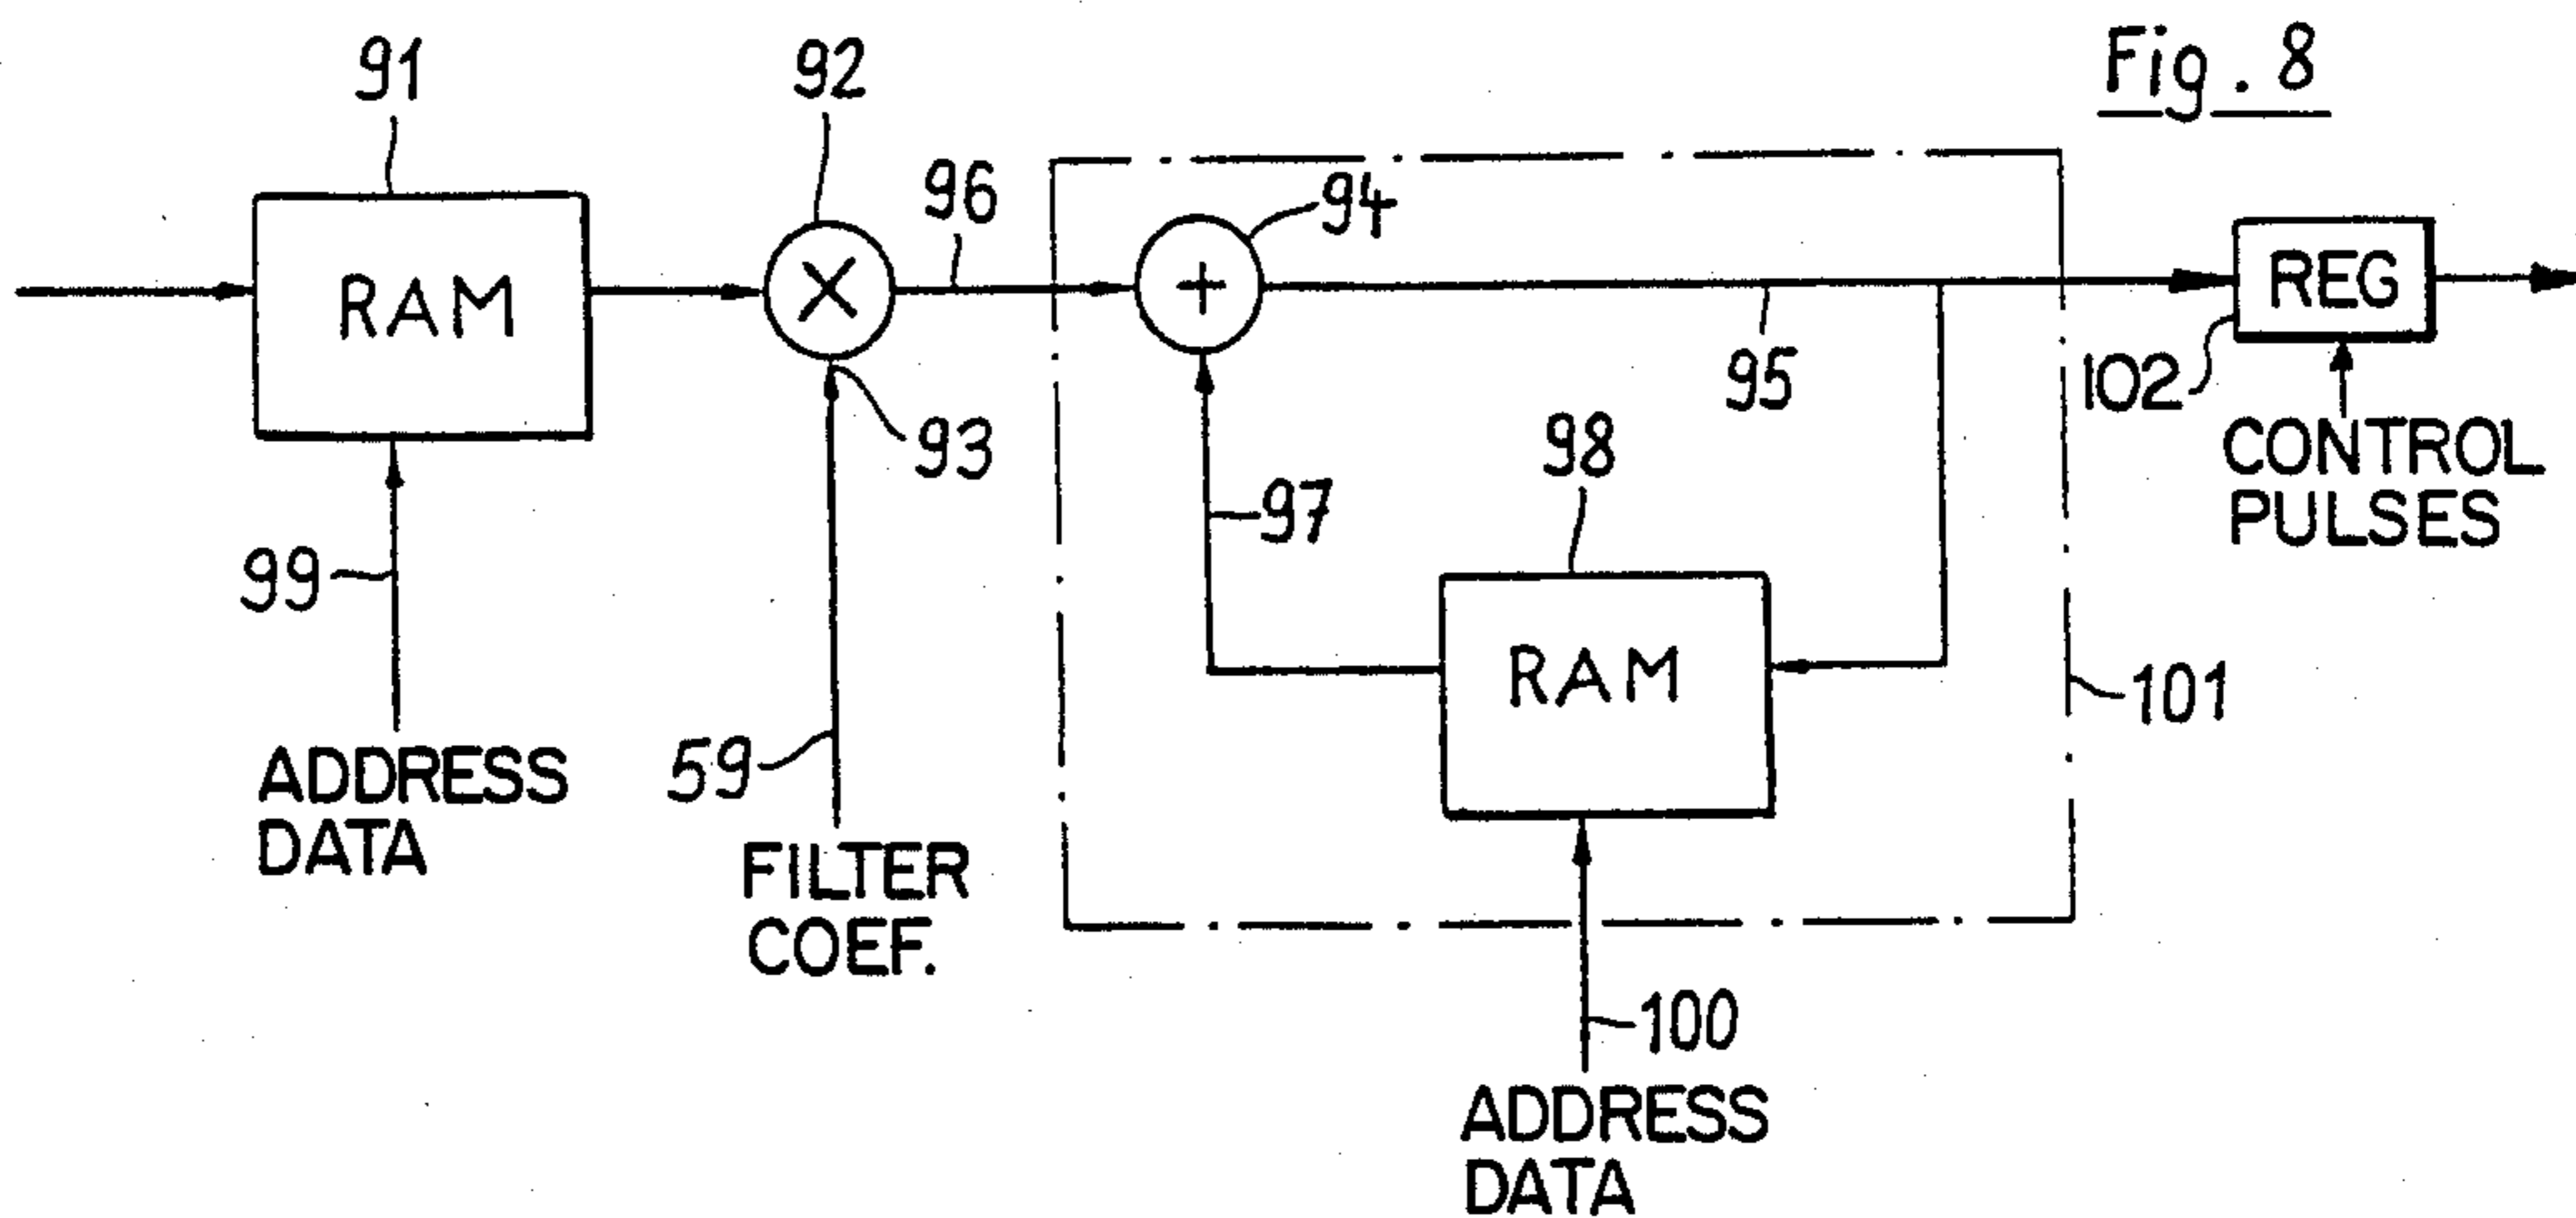 Fig. 8
91
92
96
94
RAM
×
+
REG
95
102
93
CONTROL
PULSES
98
97
99
RAM
101
59
ADDRESS
DATA
FILTER
COEF.
100
ADDRESS
DATA